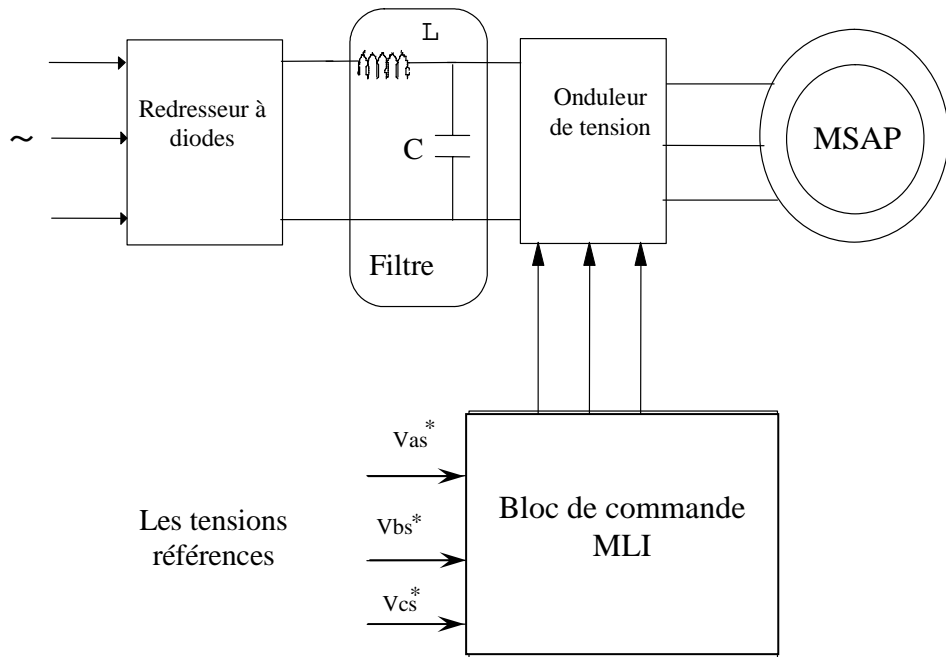 L
Redresseur à
diodes
~
C
Filtre
Onduleur
de tension
MSAP
Vas*
Vbs*
Vcs*
Les tensions
références
Bloc de commande
MLI